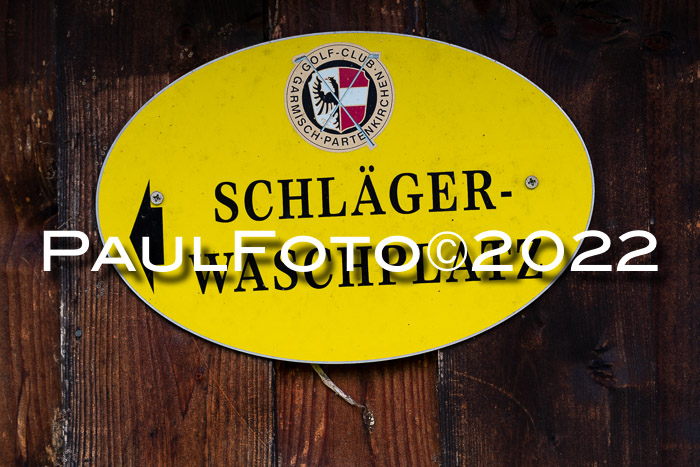 GOLF-CLUB
GARMISCH-PARTENKIRCHEN
SCHLÄGER-
WASCHPLATZ
PAULFOTO©2022